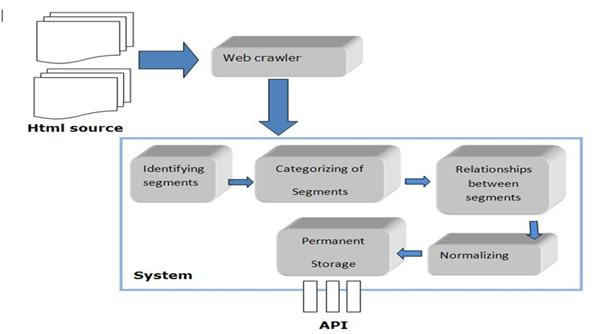 Web crawler
Html source
Identifying
segments
Categorizing of
Segments
Relationships
between
segments
Normalizing
Permanent
Storage
System
API